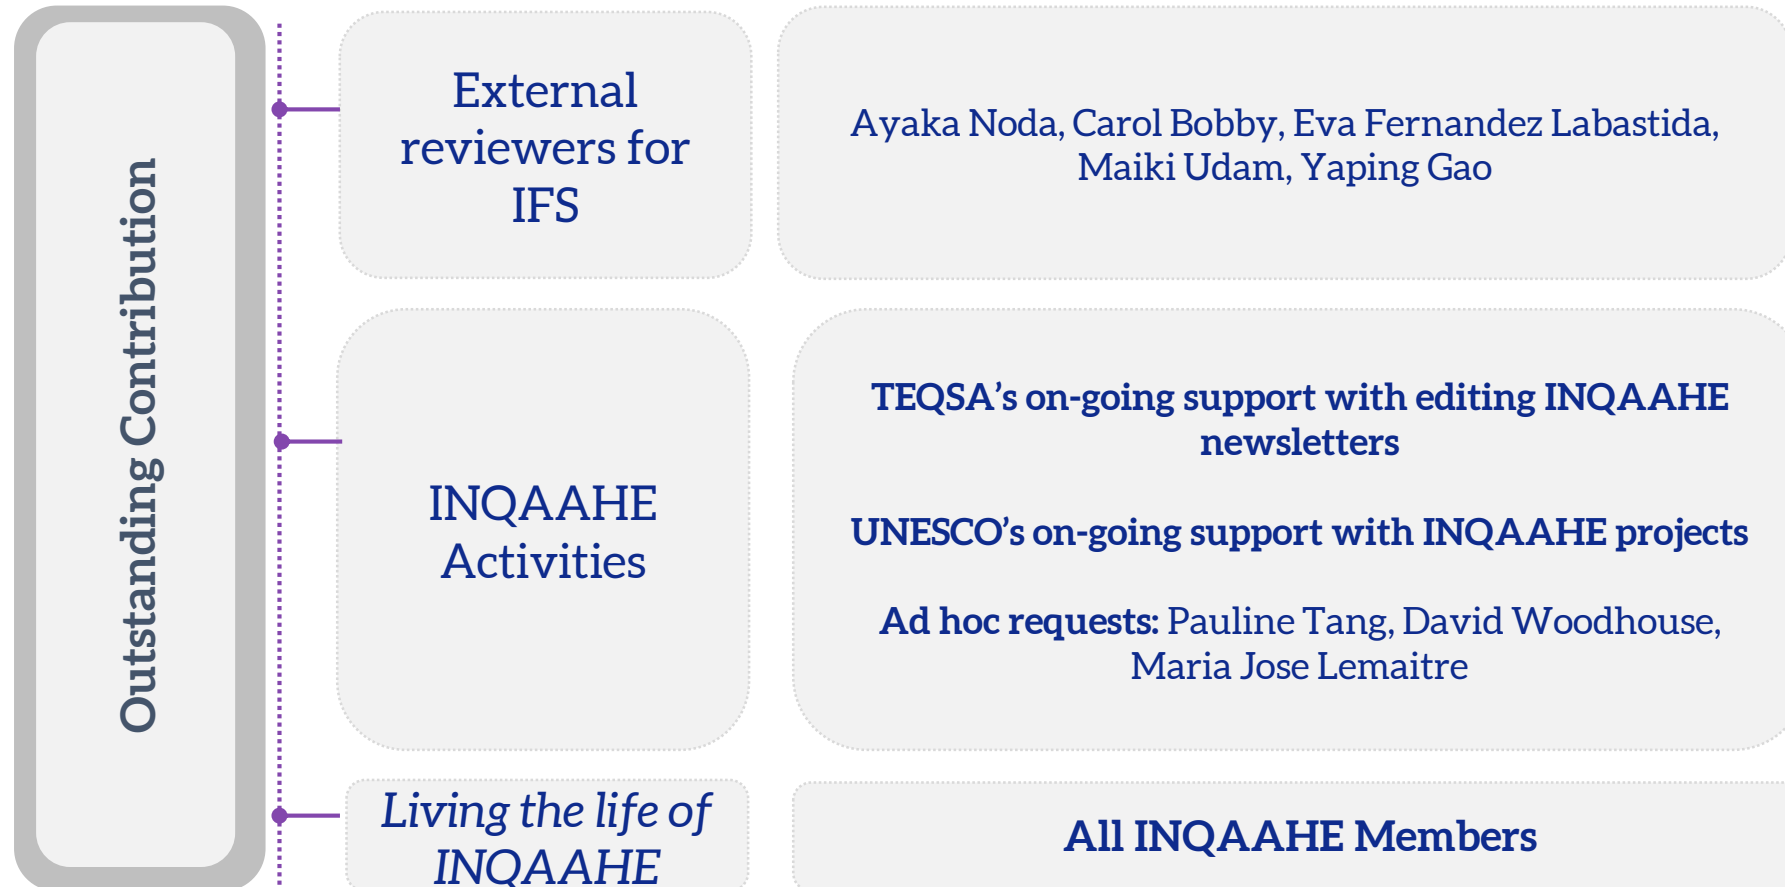 Outstanding Contribution
External
reviewers for
IFS
Ayaka Noda, Carol Bobby, Eva Fernandez Labastida,
Maiki Udam, Yaping Gao
INQAAHE
Activities
TEQSA’s on-going support with editing INQAAHE
newsletters
UNESCO’s on-going support with INQAAHE projects
Ad hoc requests: Pauline Tang, David Woodhouse,
Maria Jose Lemaitre
Living the life of
INQAAHE
All INQAAHE Members